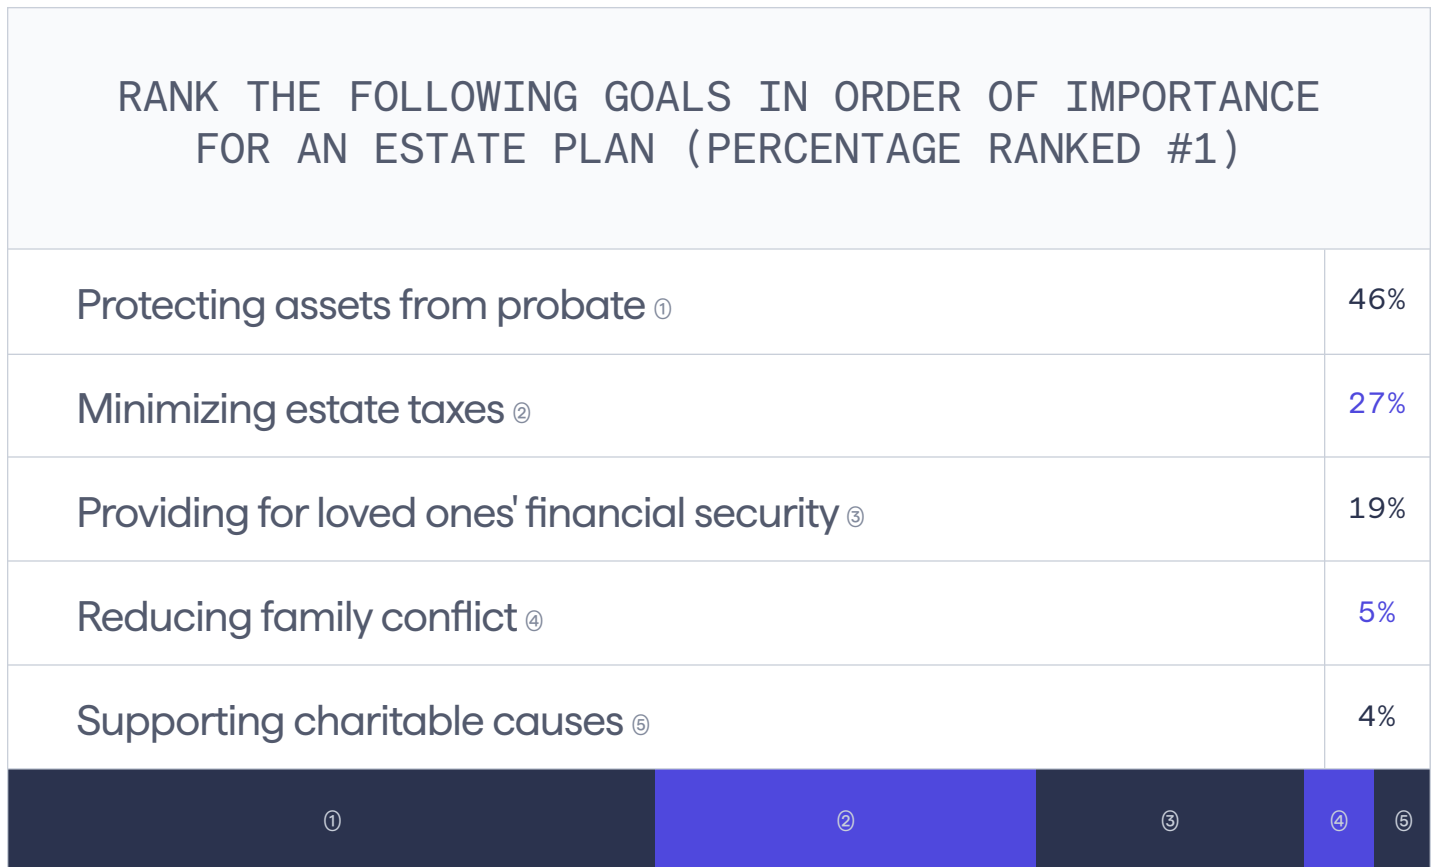 RANK THE FOLLOWING GOALS IN ORDER OF IMPORTANCE
FOR AN ESTATE PLAN (PERCENTAGE RANKED #1)
Protecting assets from probate ① 46%
Minimizing estate taxes ② 27%
Providing for loved ones' financial security ③ 19%
Reducing family conflict ④ 5%
Supporting charitable causes ⑤ 4%
① ② ③ ④ ⑤